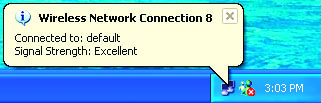 Wireless Network Connection 8
Connected to: default
Signal Strength: Excellent
3:03 PM